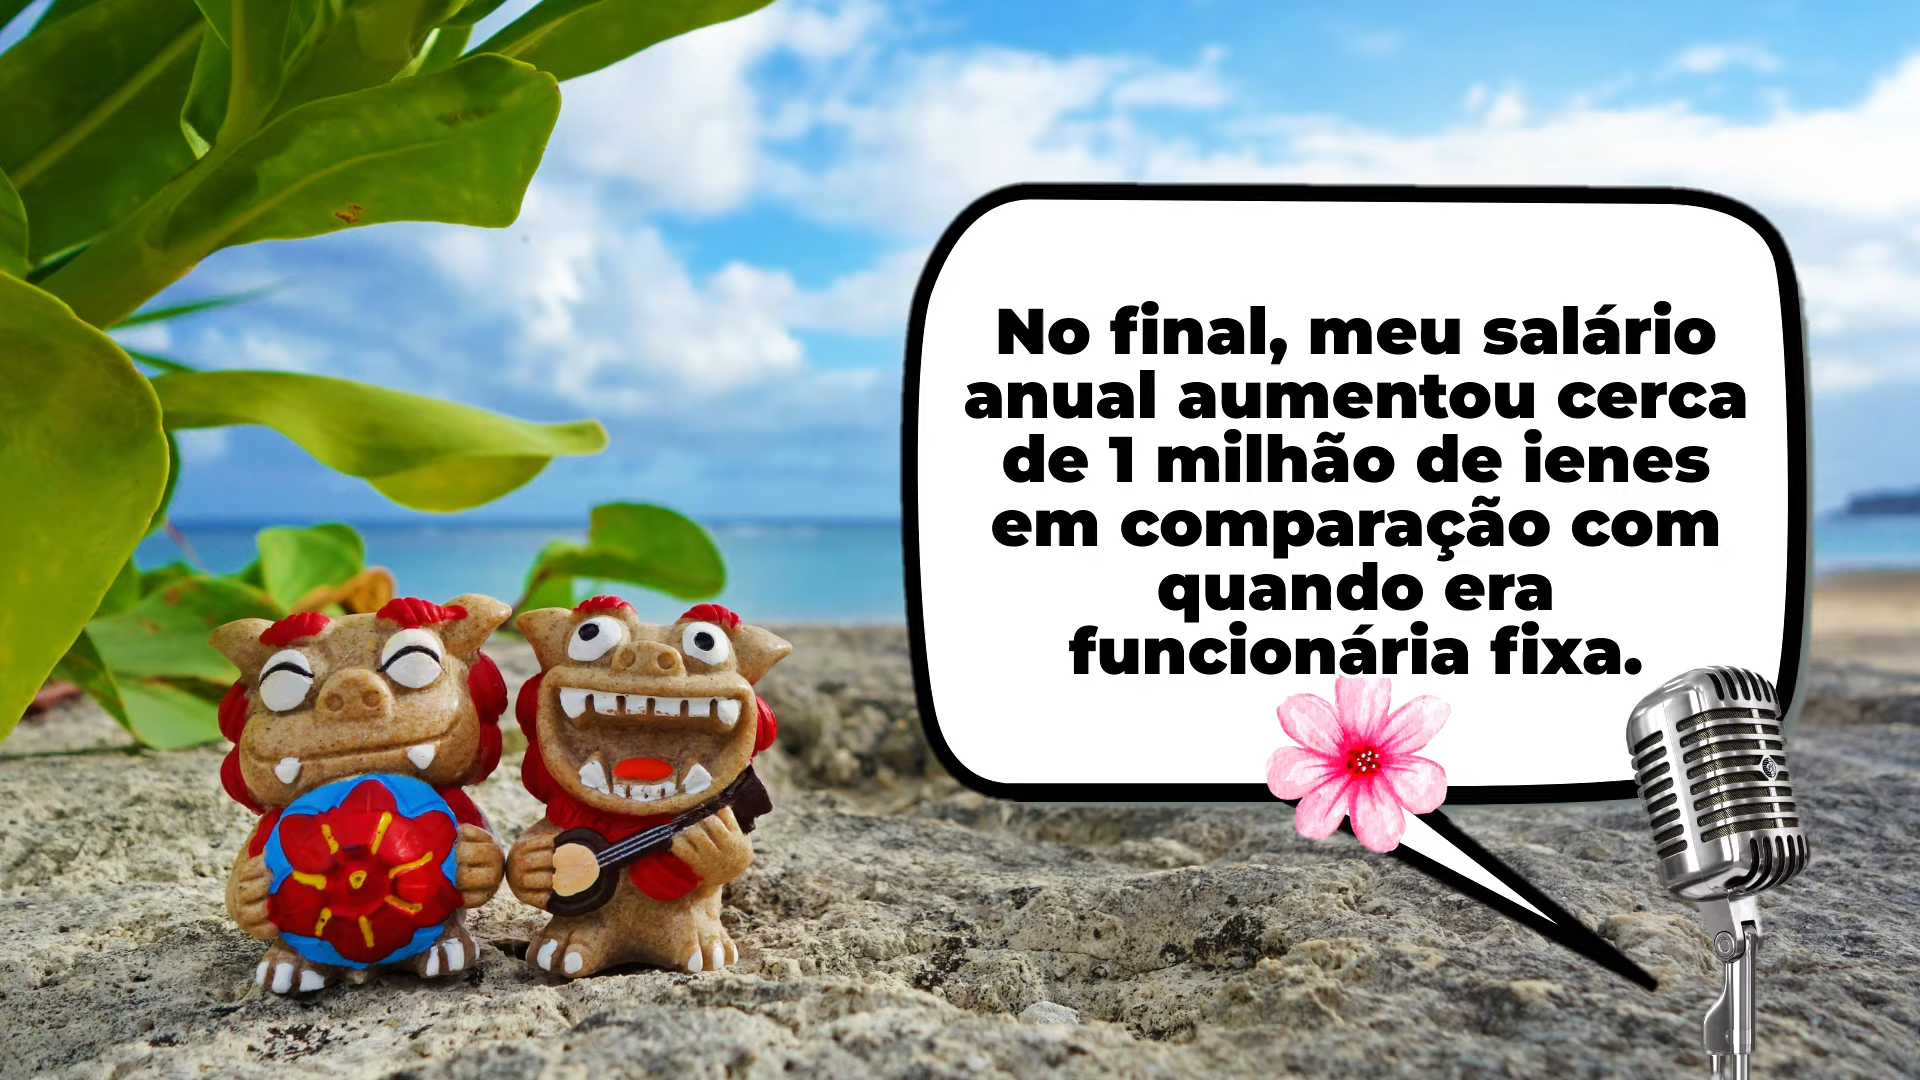 No final, meu salário
anual aumentou cerca
de 1 milhão de ienes
em comparação com
quando era
funcionária fixa.